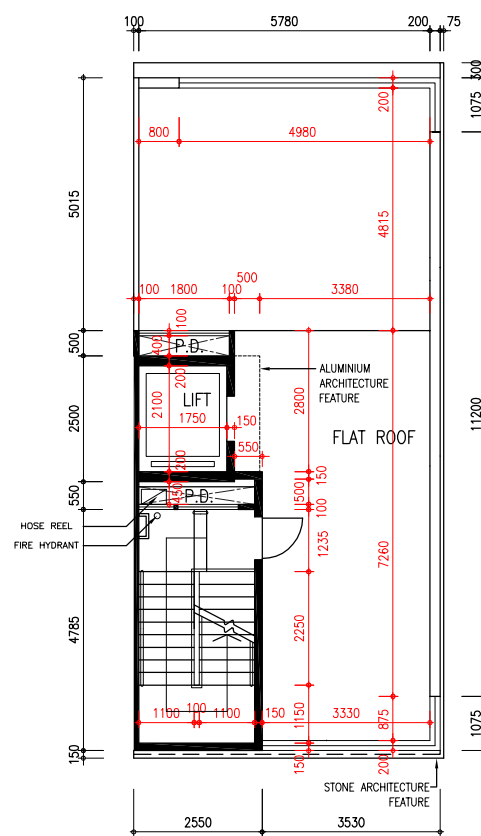 100 5780 200 75
300
200
1075
800 4980
5015
4815
500
100 1800 100 3380
100
500
400
P.D.
200
ALUMINIUM
ARCHITECTURE
FEATURE
2100
LIFT
2800
2500
1750 150
11200
FLAT ROOF
550
200
150
550
450
P.D.
500
100
HOSE REEL
FIRE HYDRANT
1235
7260
2250
4785
1100 100 1100 150 3330
1150
875
1075
150
150
200
STONE ARCHITECTURE
FEATURE
2550 3530